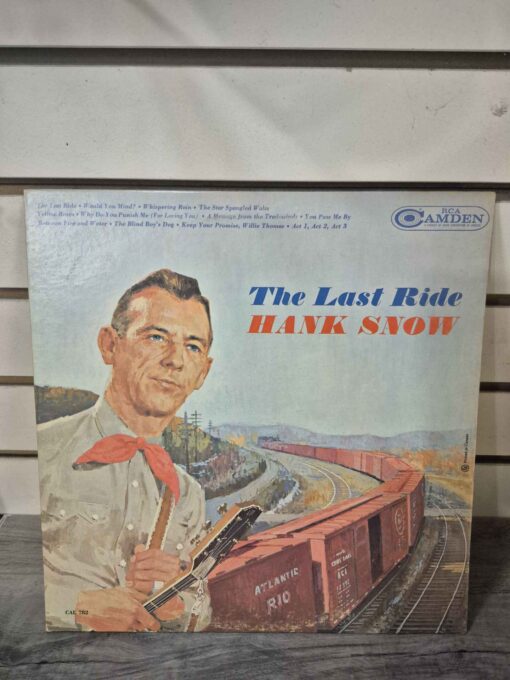 The Last Ride • Would You Mind? • Whispering Rain • The Star Spangled Waltz
Yellow Roses • Why Do You Punish Me (For Loving You) • A Message from the Tradewinds • You Pass Me By
Between Fire and Water • The Blind Boy's Dog • Keep Your Promise, Willie Thomas • Act 1, Act 2, Act 3
RCA
CAMDEN
The Last Ride
HANK SNOW
ATLANTIC
RIO
CAL 782